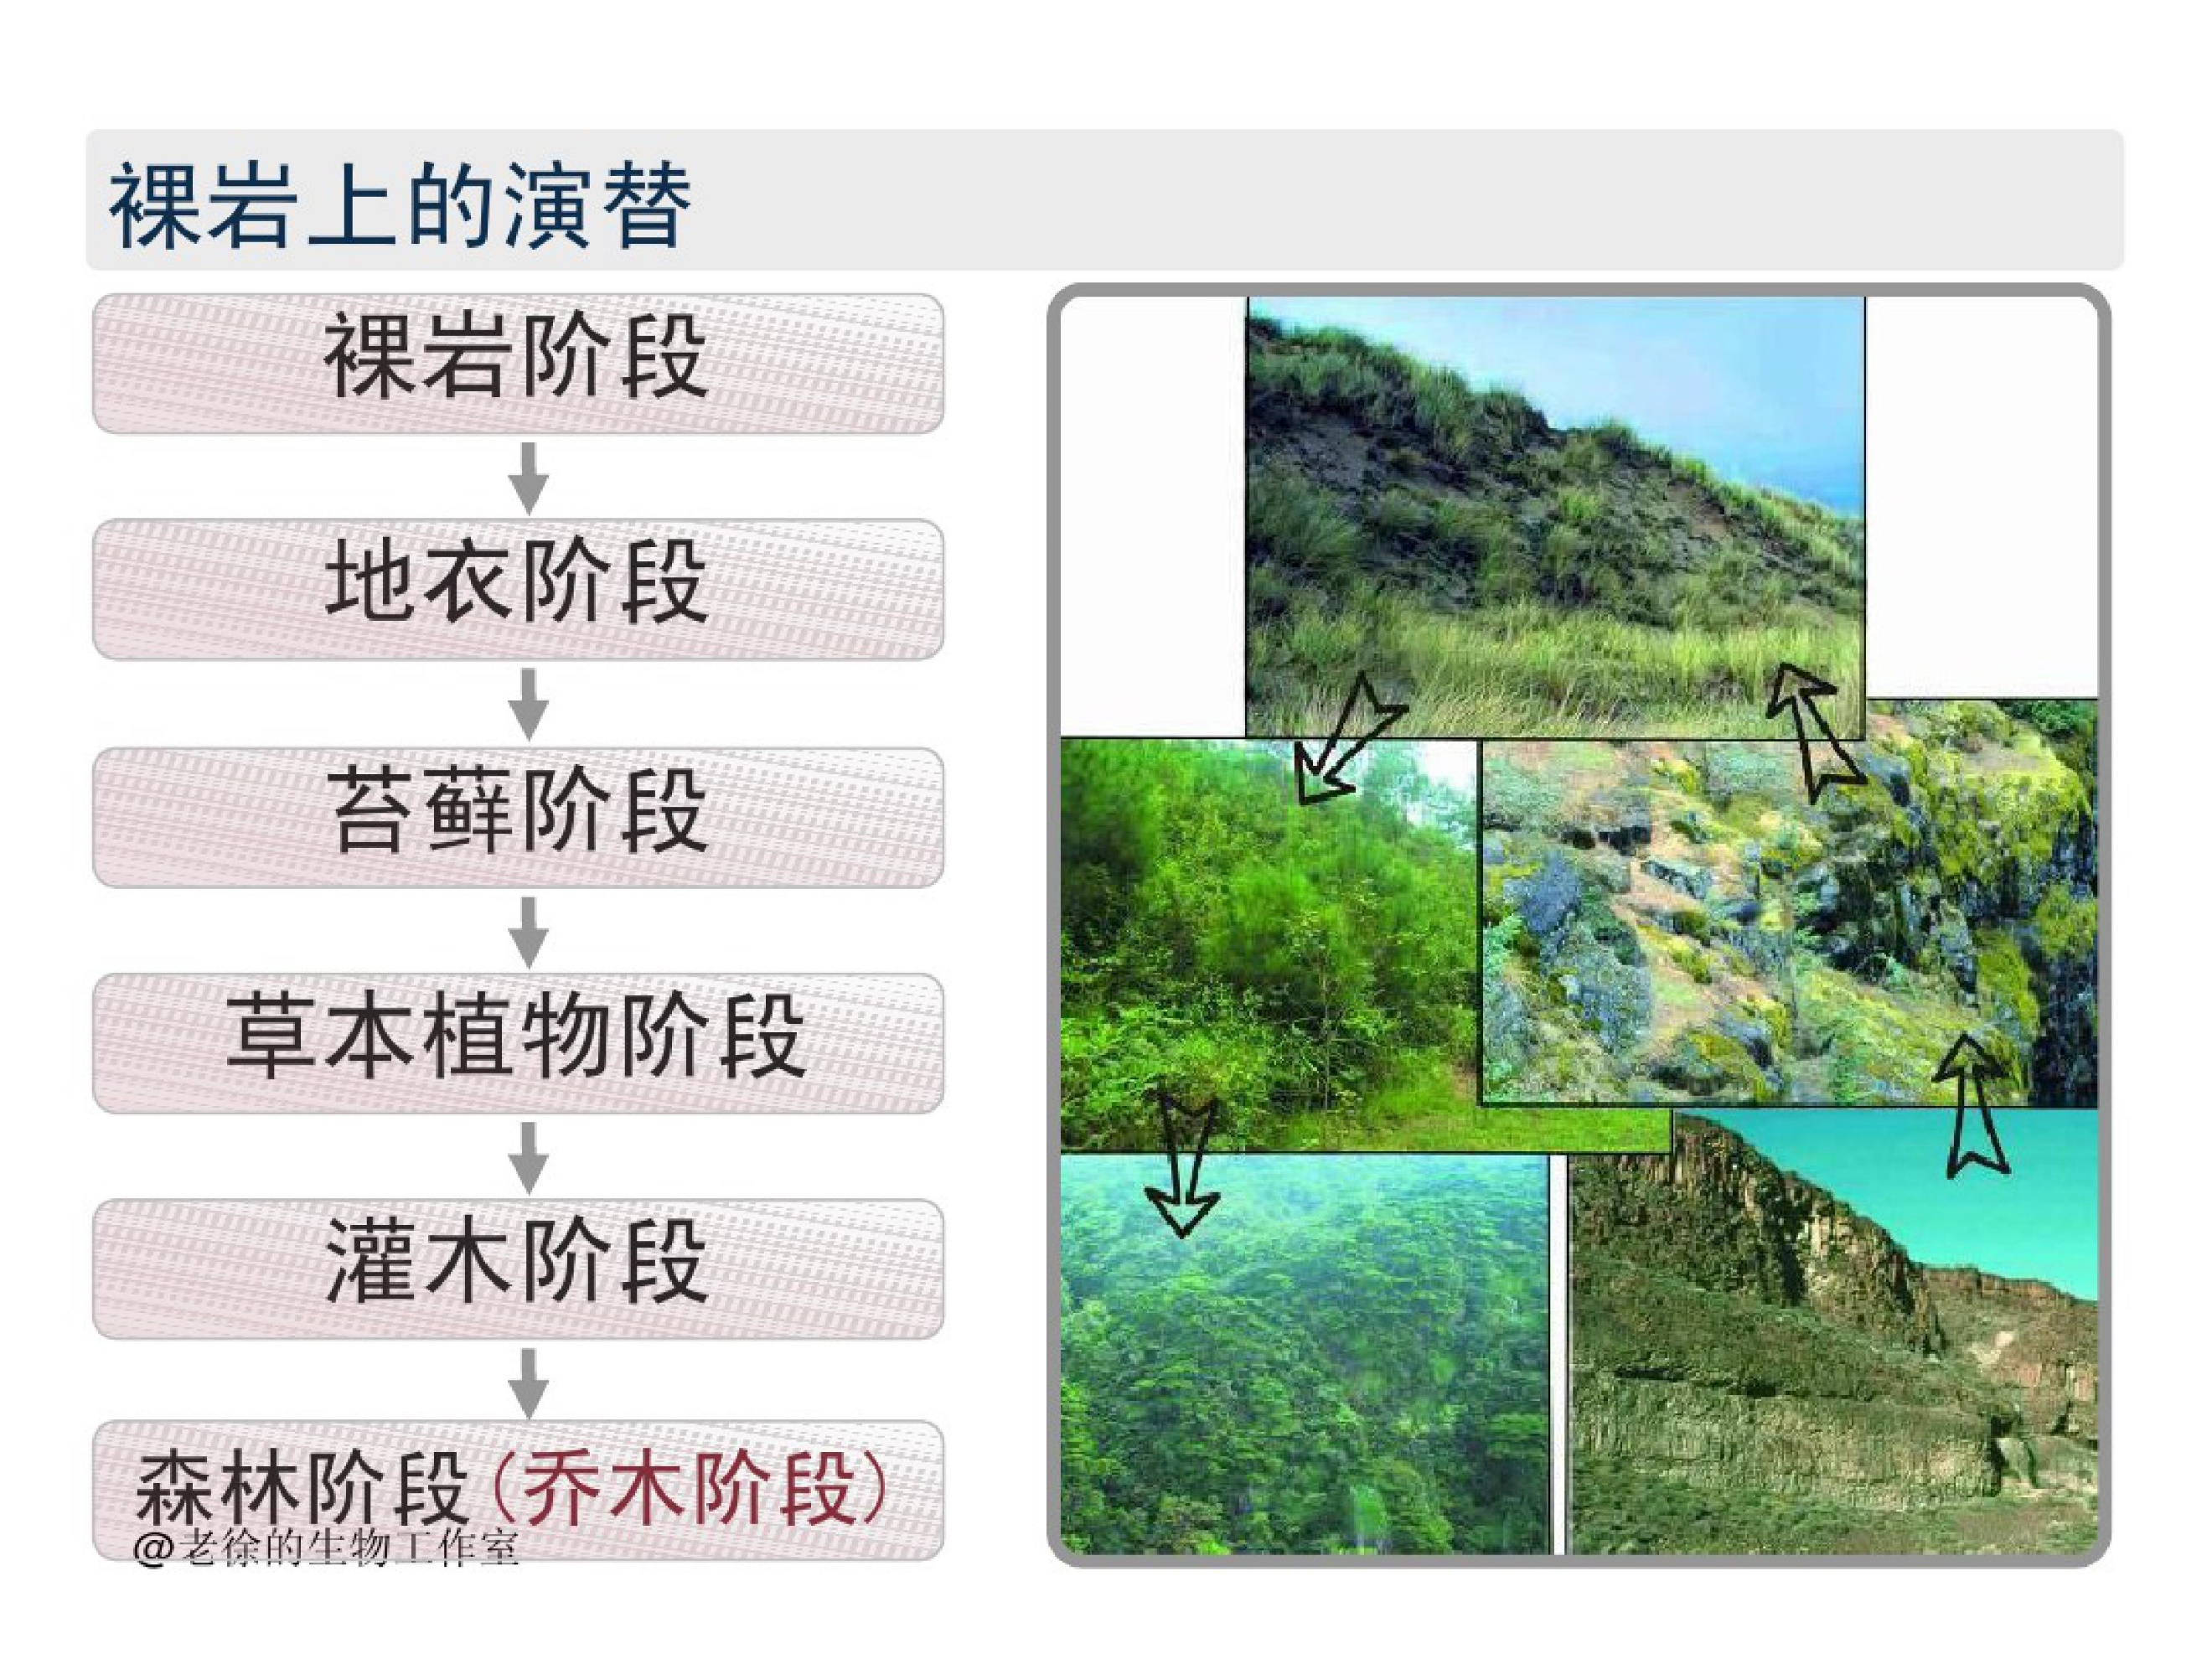 裸岩上的演替
裸岩阶段
地衣阶段
苔藓阶段
草本植物阶段
灌木阶段
森林阶段(乔木阶段)
@老徐的生物工作室